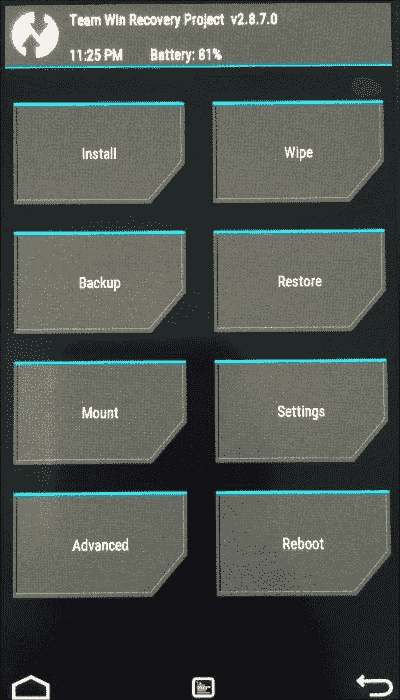 Team Win Recovery Project v2.8.7.0
11:25 PM Battery: 81%
Install Wipe
Backup Restore
Mount Settings
Advanced Reboot